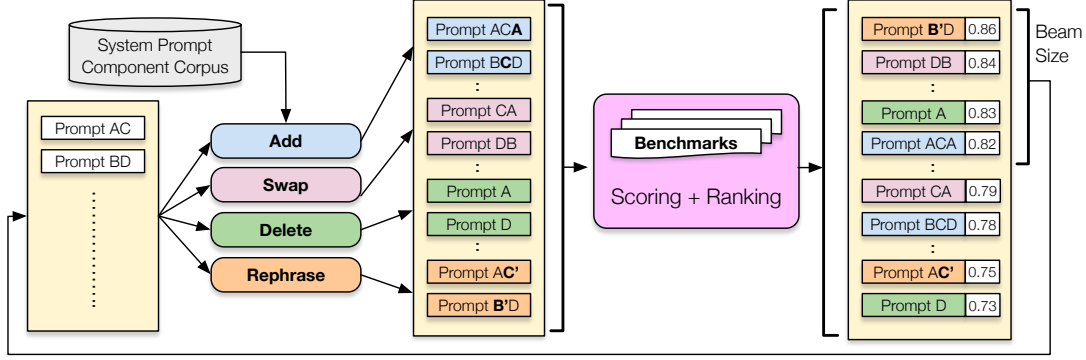 System Prompt
Component Corpus
Prompt AC
Prompt BD
Add
Swap
Delete
Rephrase
Prompt ACA
Prompt BCD
Prompt CA
Prompt DB
Prompt A
Prompt D
Prompt AC'
Prompt B'D
Benchmarks
Scoring + Ranking
Prompt B'D 0.86
Prompt DB 0.84
Prompt A 0.83
Prompt ACA 0.82
Prompt CA 0.79
Prompt BCD 0.78
Prompt AC' 0.75
Prompt D 0.73
Beam
Size